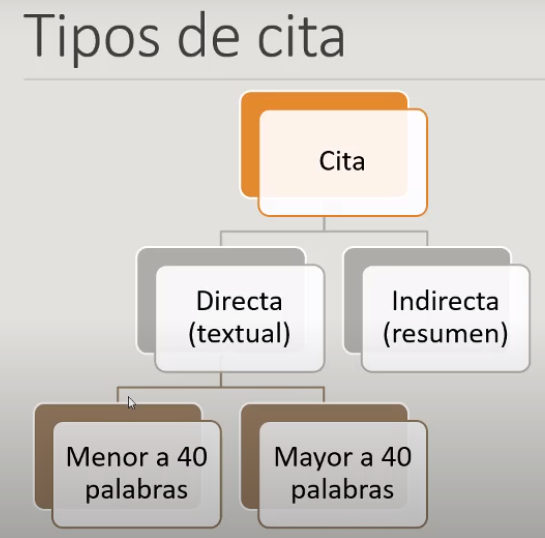 Tipos de cita
Cita
Directa
(textual)
Indirecta
(resumen)
Menor a 40
palabras
Mayor a 40
palabras